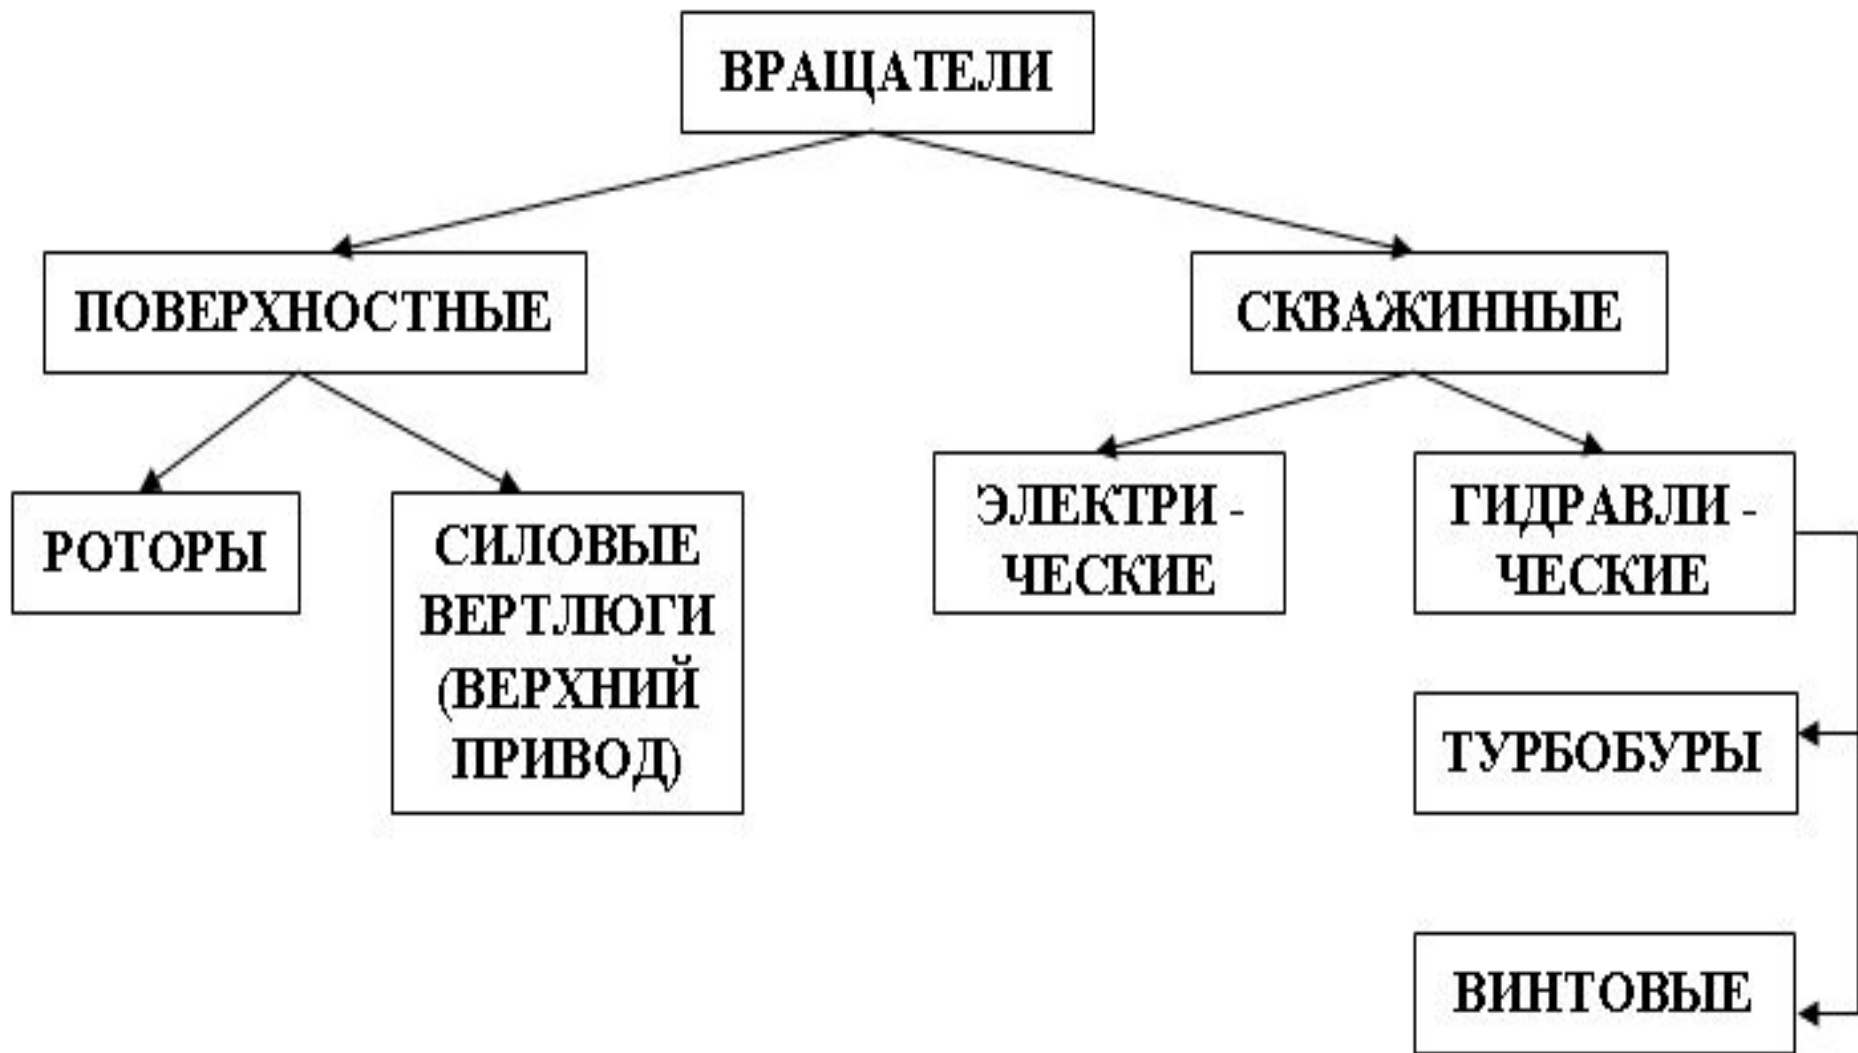 ВРАЩАТЕЛИ
ПОВЕРХНОСТНЫЕ
СКВАЖИННЫЕ
РОТОРЫ
СИЛОВЫЕ
ВЕРТЛЮГИ
(ВЕРХНИЙ
ПРИВОД)
ЭЛЕКТРИ -
ЧЕСКИЕ
ГИДРАВЛИ -
ЧЕСКИЕ
ТУРБОБУРЫ
ВИНТОВЫЕ